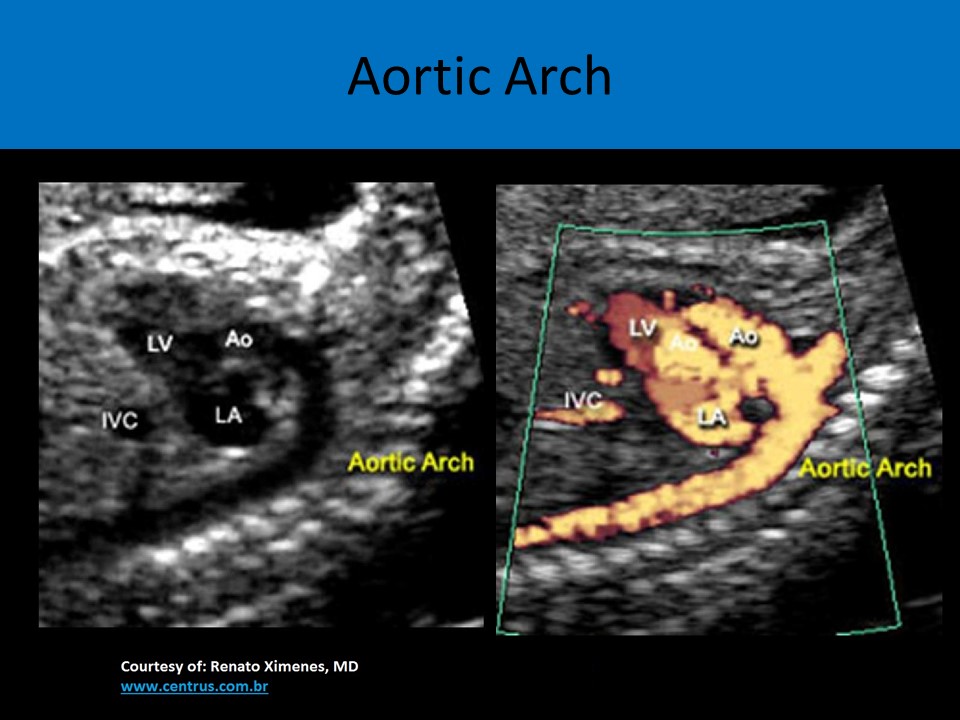 Aortic Arch
LV
Ao
IVC
LA
Aortic Arch
LV
Ao
Ao
IVC
LA
Aortic Arch
Courtesy of: Renato Ximenes, MD
www.centrus.com.br